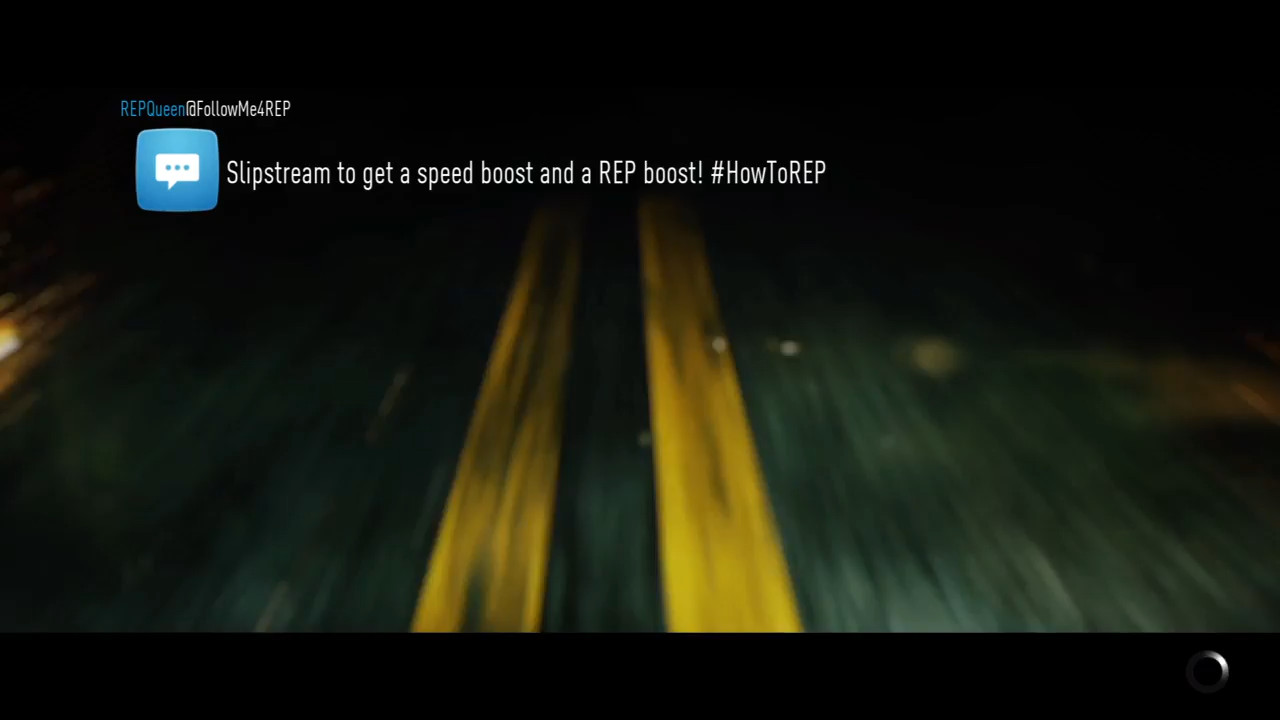 REPQueen@FollowMe4REP
Slipstream to get a speed boost and a REP boost! #HowToREP